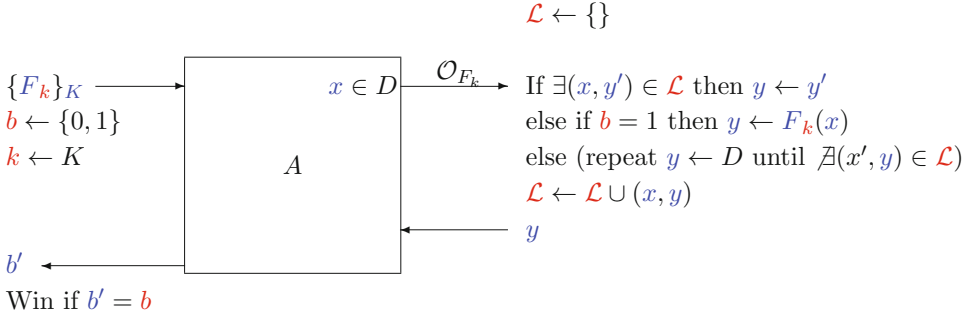 𝓛 ← {}
{F_k}_K x ∈ D 𝒪_{F_k} If ∃(x, y′) ∈ 𝓛 then y ← y′
b ← {0, 1} else if b = 1 then y ← F_k(x)
k ← K A else (repeat y ← D until ∄(x′, y) ∈ 𝓛)
𝓛 ← 𝓛 ∪ (x, y)
y
b′
Win if b′ = b